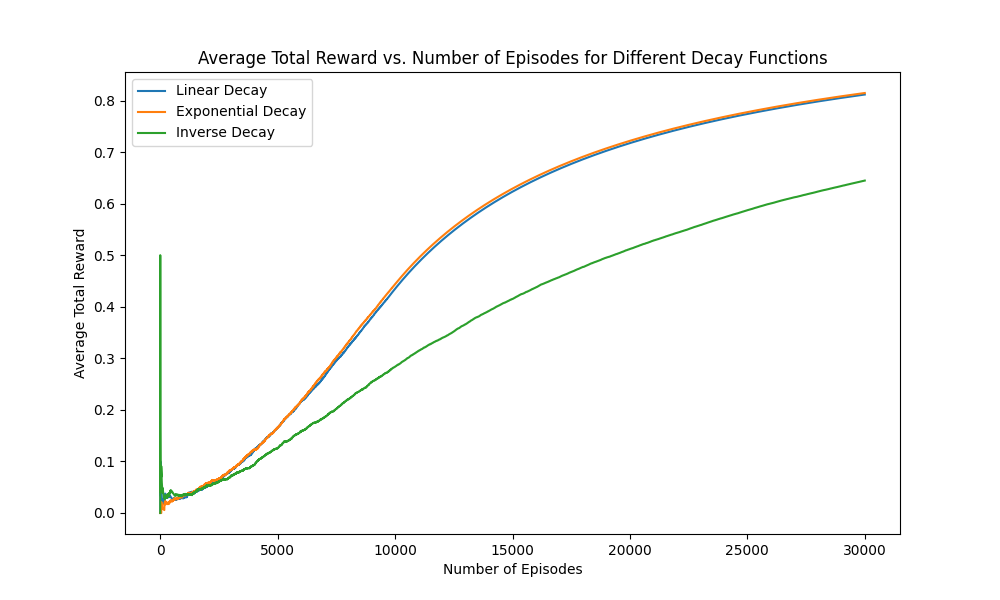 Average Total Reward vs. Number of Episodes for Different Decay Functions
Linear Decay
Exponential Decay
Inverse Decay
0.8
0.7
0.6
0.5
0.4
0.3
0.2
0.1
0.0
Average Total Reward
0 5000 10000 15000 20000 25000 30000
Number of Episodes